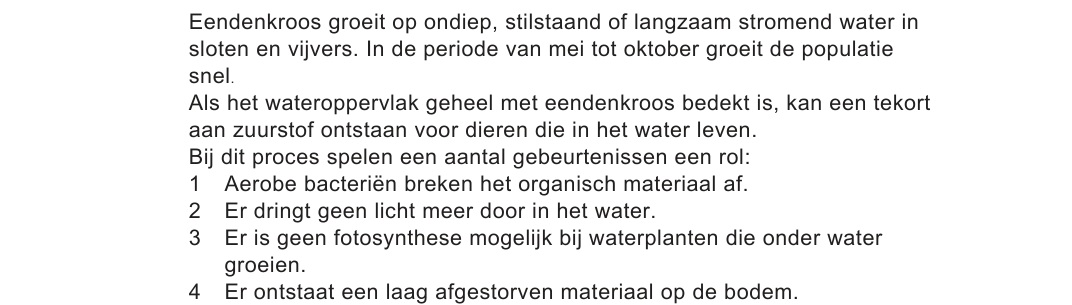 Eendenkroos groeit op ondiep, stilstaand of langzaam stromend water in
sloten en vijvers. In de periode van mei tot oktober groeit de populatie
snel.
Als het wateroppervlak geheel met eendenkroos bedekt is, kan een tekort
aan zuurstof ontstaan voor dieren die in het water leven.
Bij dit proces spelen een aantal gebeurtenissen een rol:
1 Aerobe bacteriën breken het organisch materiaal af.
2 Er dringt geen licht meer door in het water.
3 Er is geen fotosynthese mogelijk bij waterplanten die onder water
groeien.
4 Er ontstaat een laag afgestorven materiaal op de bodem.